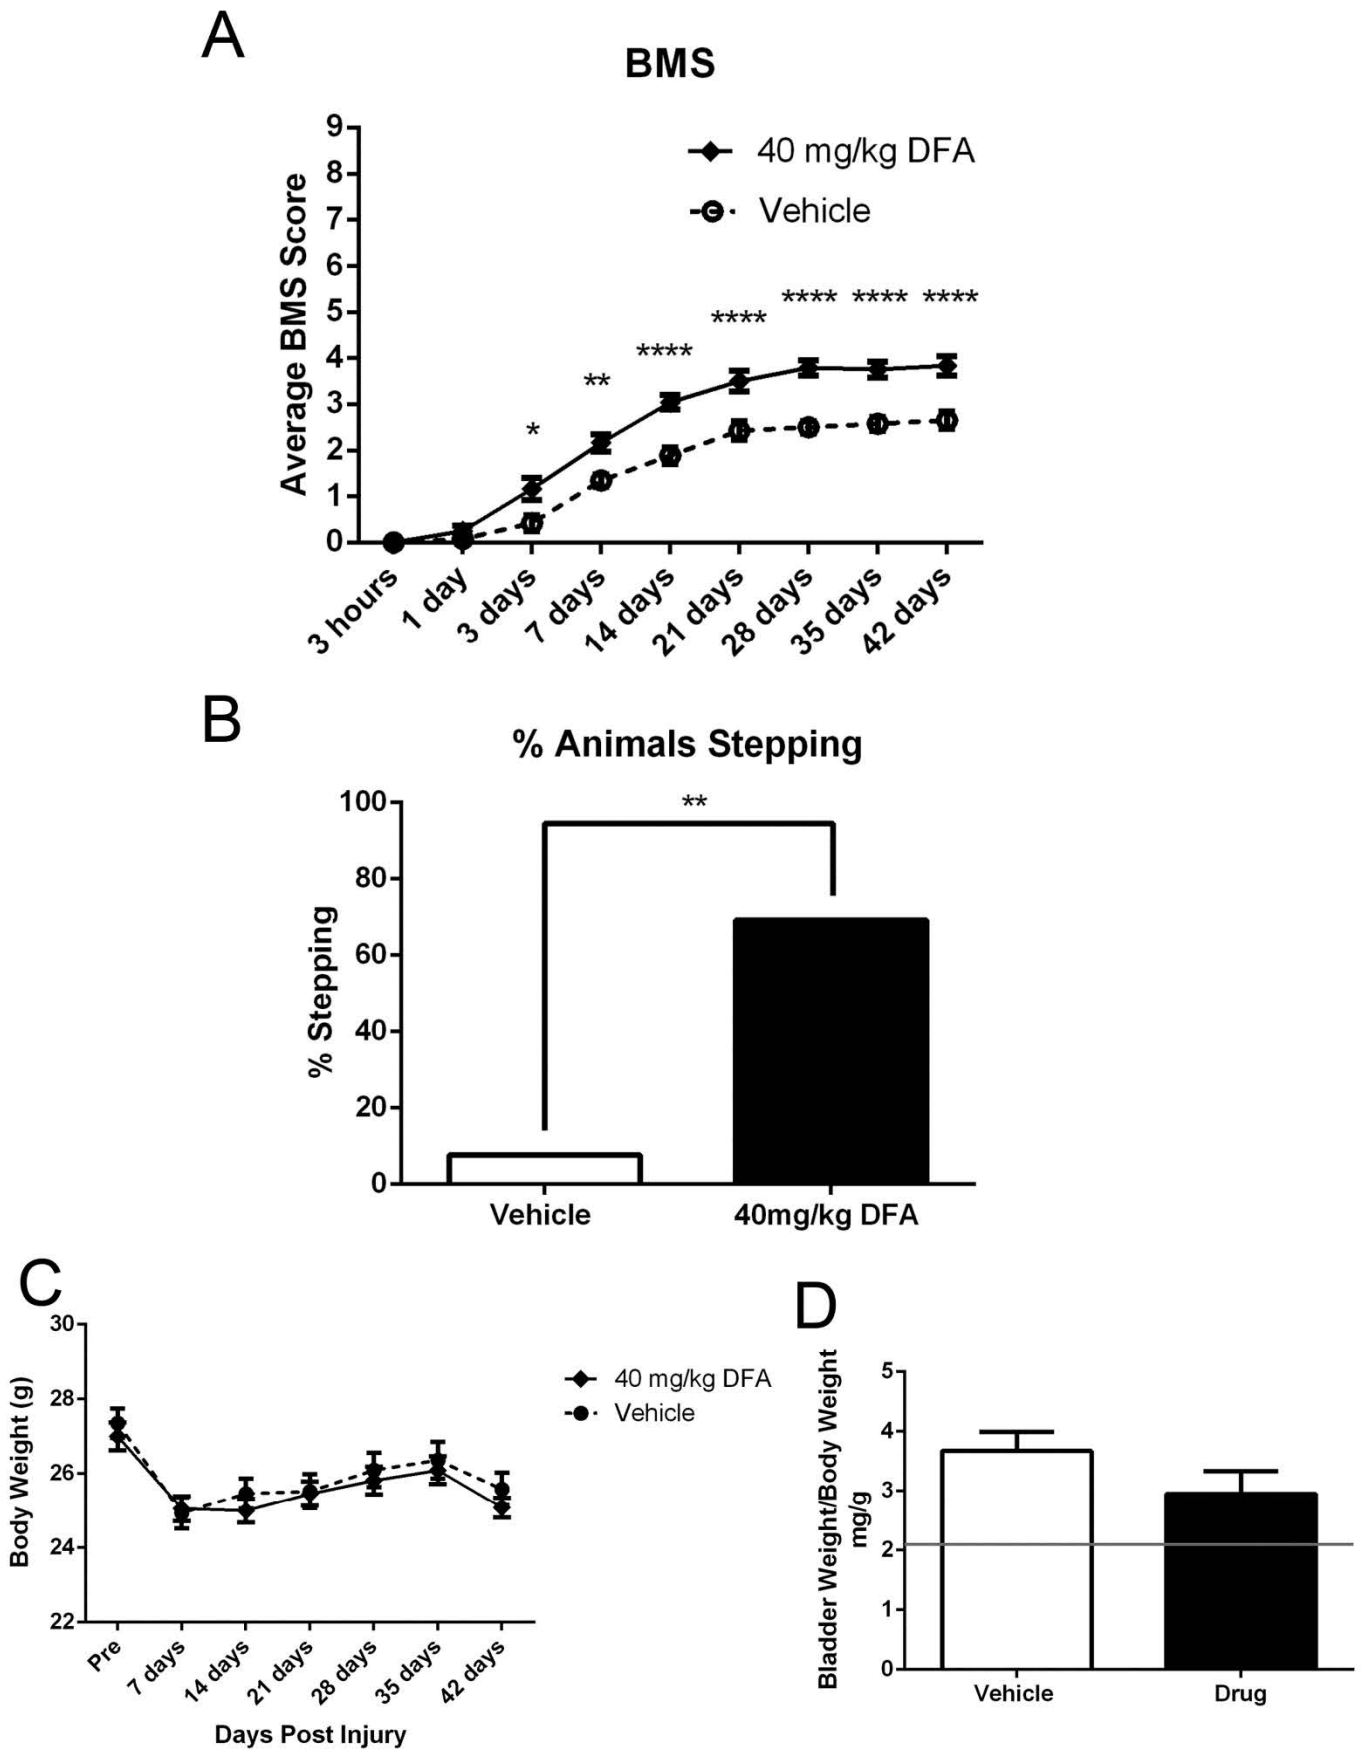 A
BMS
9
8
7
6
5
4
3
2
1
0
Average BMS Score
40 mg/kg DFA
Vehicle
* ** **** **** **** **** ****
3 hours 1 day 3 days 7 days 14 days 21 days 28 days 35 days 42 days
B
% Animals Stepping
**
100
80
60
40
20
0
% Stepping
Vehicle 40mg/kg DFA
C
30
28
26
24
22
Body Weight (g)
40 mg/kg DFA
Vehicle
Pre 7 days 14 days 21 days 28 days 35 days 42 days
Days Post Injury
D
5
4
3
2
1
0
Bladder Weight/Body Weight
mg/g
Vehicle Drug